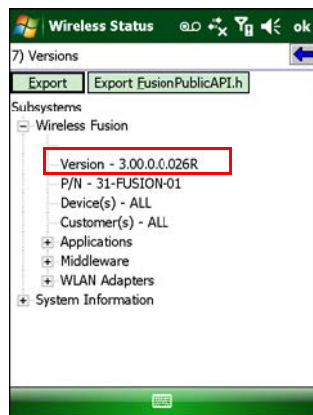 Wireless Status ok
7) Versions
Export Export FusionPublicAPI.h
Subsystems
Wireless Fusion
Version - 3.00.0.0.026R
P/N - 31-FUSION-01
Device(s) - ALL
Customer(s) - ALL
Applications
Middleware
WLAN Adapters
System Information